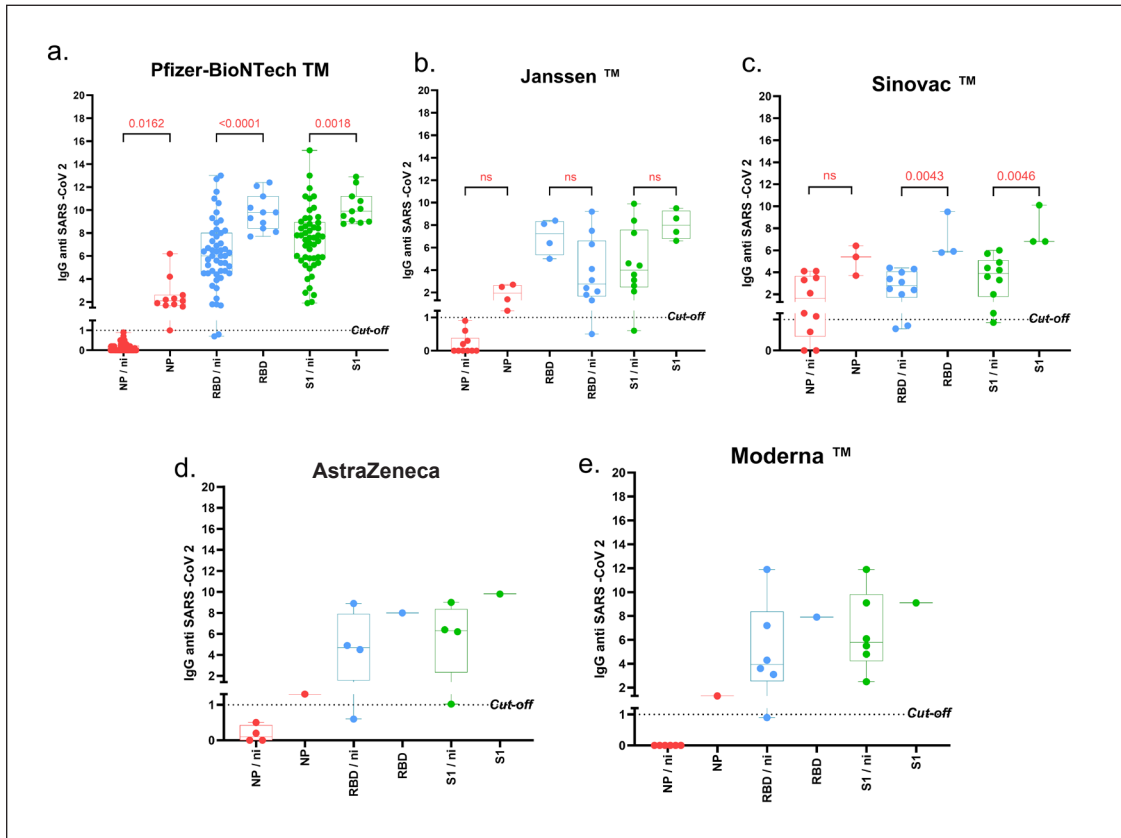 a.
Pfizer-BioNTech TM
IgG anti SARS -CoV 2
20
18
16
14
12
10
8
6
4
2
1
0
0.0162
<0.0001
0.0018
Cut-off
NP / ni
NP
RBD / ni
RBD
S1 / ni
S1
b.
Janssen TM
IgG anti SARS -CoV 2
20
18
16
14
12
10
8
6
4
2
1
0
ns
ns
ns
Cut-off
NP / ni
NP
RBD
RBD / ni
S1 / ni
S1
c.
Sinovac TM
IgG anti SARS -CoV 2
20
18
16
14
12
10
8
6
4
2
1
0
ns
0.0043
0.0046
Cut-off
NP / ni
NP
RBD / ni
RBD
S1 / ni
S1
d.
AstraZeneca
IgG anti SARS -CoV 2
20
18
16
14
12
10
8
6
4
2
1
0
Cut-off
NP / ni
NP
RBD / ni
RBD
S1 / ni
S1
e.
Moderna TM
IgG anti SARS -CoV 2
20
18
16
14
12
10
8
6
4
2
1
0
Cut-off
NP / ni
NP
RBD / ni
RBD
S1 / ni
S1